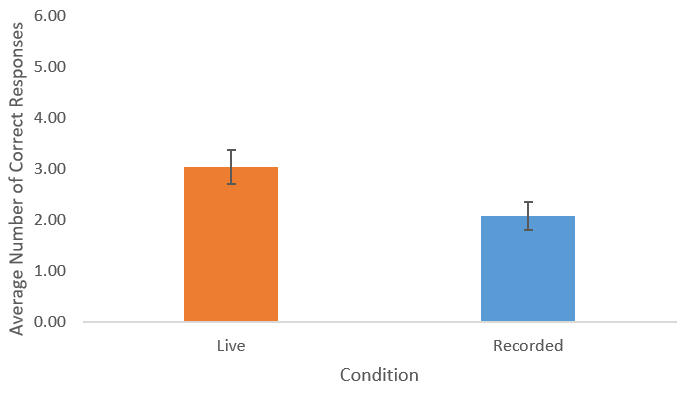 Average Number of Correct Responses
6.00
5.00
4.00
3.00
2.00
1.00
0.00
Live
Recorded
Condition